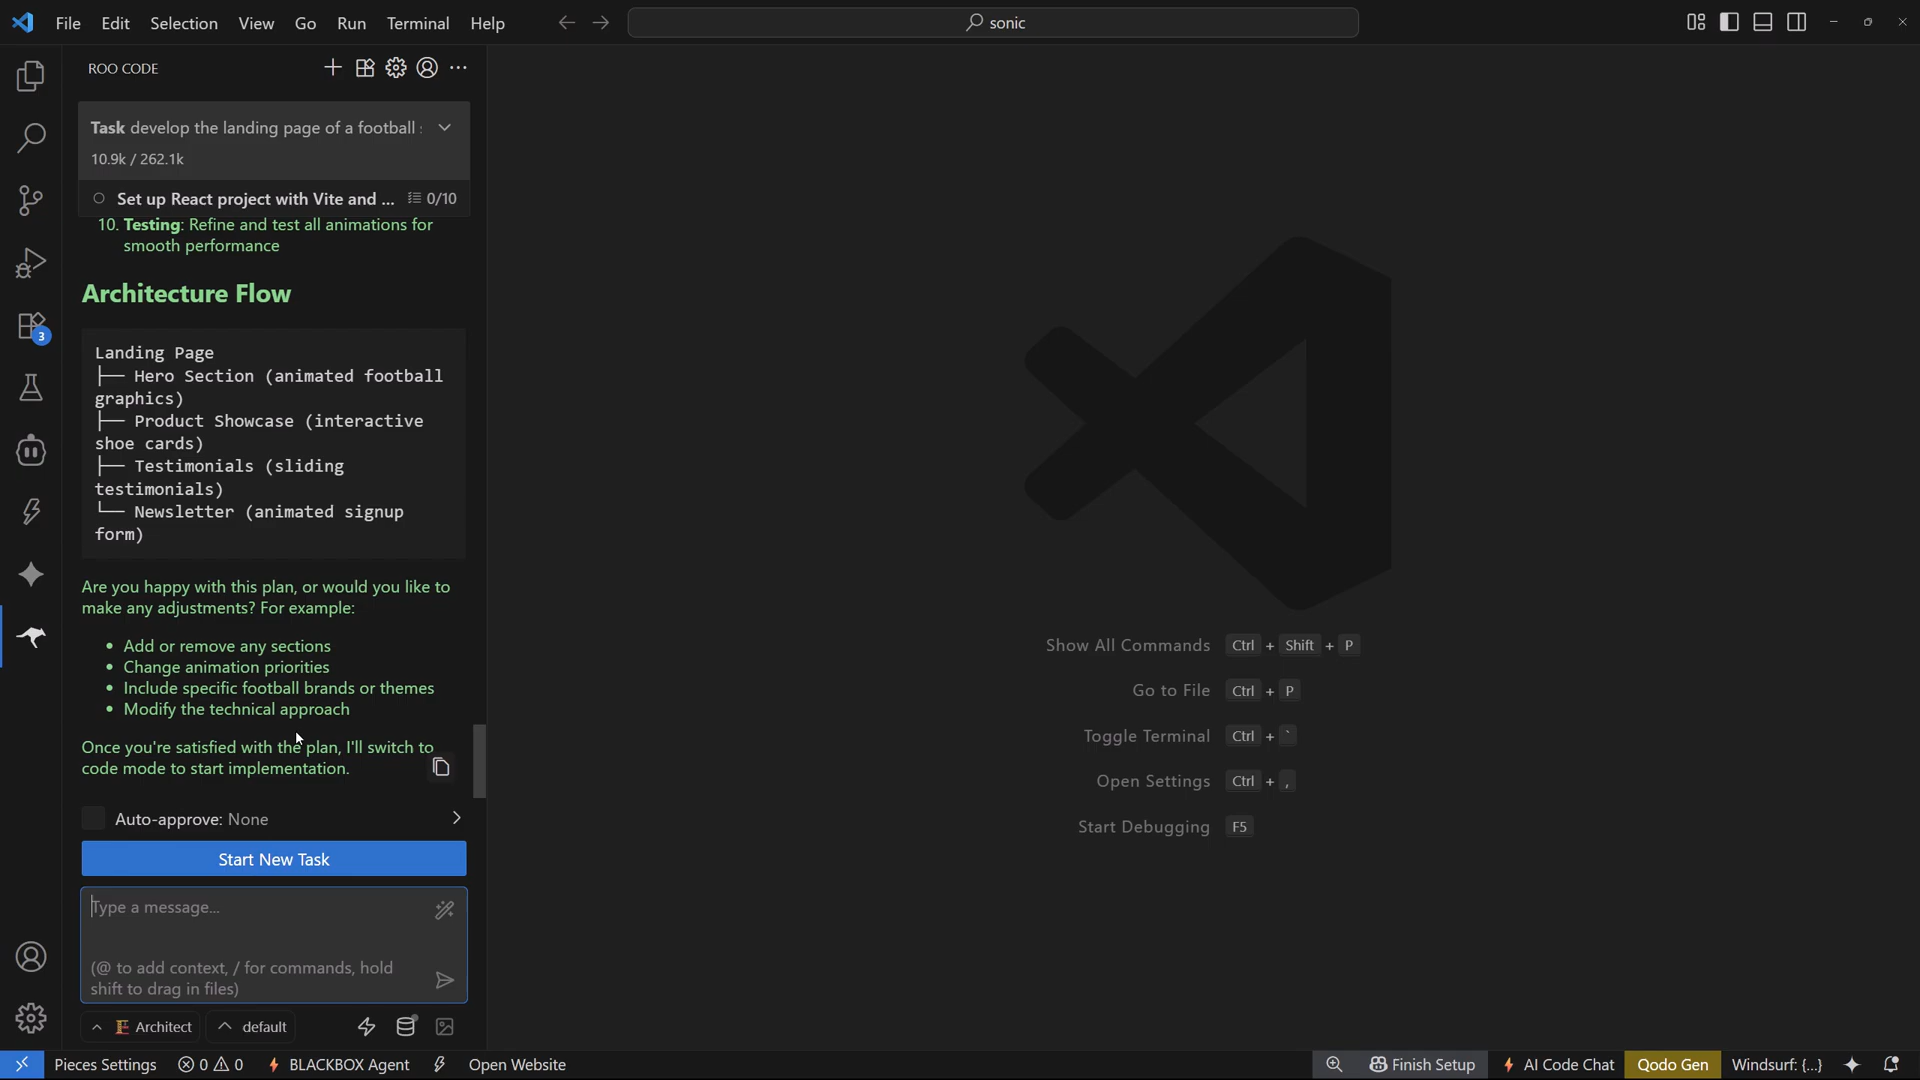 File Edit Selection View Go Run Terminal Help
sonic
ROO CODE
Task develop the landing page of a football
10.9k / 262.1k
Set up React project with Vite and ... 0/10
10. Testing: Refine and test all animations for
smooth performance
Architecture Flow
Landing Page
├── Hero Section (animated football
graphics)
├── Product Showcase (interactive
shoe cards)
├── Testimonials (sliding
testimonials)
└── Newsletter (animated signup
form)
Are you happy with this plan, or would you like to
make any adjustments? For example:
• Add or remove any sections
• Change animation priorities
• Include specific football brands or themes
• Modify the technical approach
Once you're satisfied with the plan, I'll switch to
code mode to start implementation.
Auto-approve: None
Start New Task
Type a message...
(@ to add context, / for commands, hold
shift to drag in files)
Architect default
3
Show All Commands Ctrl + Shift + P
Go to File Ctrl + P
Toggle Terminal Ctrl + `
Open Settings Ctrl + ,
Start Debugging F5
Pieces Settings 0 0 BLACKBOX Agent Open Website Finish Setup AI Code Chat Qodo Gen Windsurf: {...}